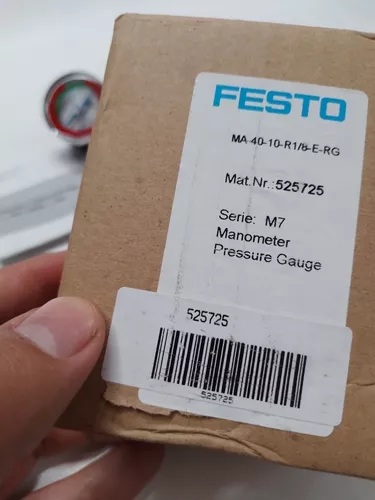 FESTO
MA-40-10-R1/8-E-RG
Mat.Nr.:525725
Serie: M7
Manometer
Pressure Gauge
525725
525725